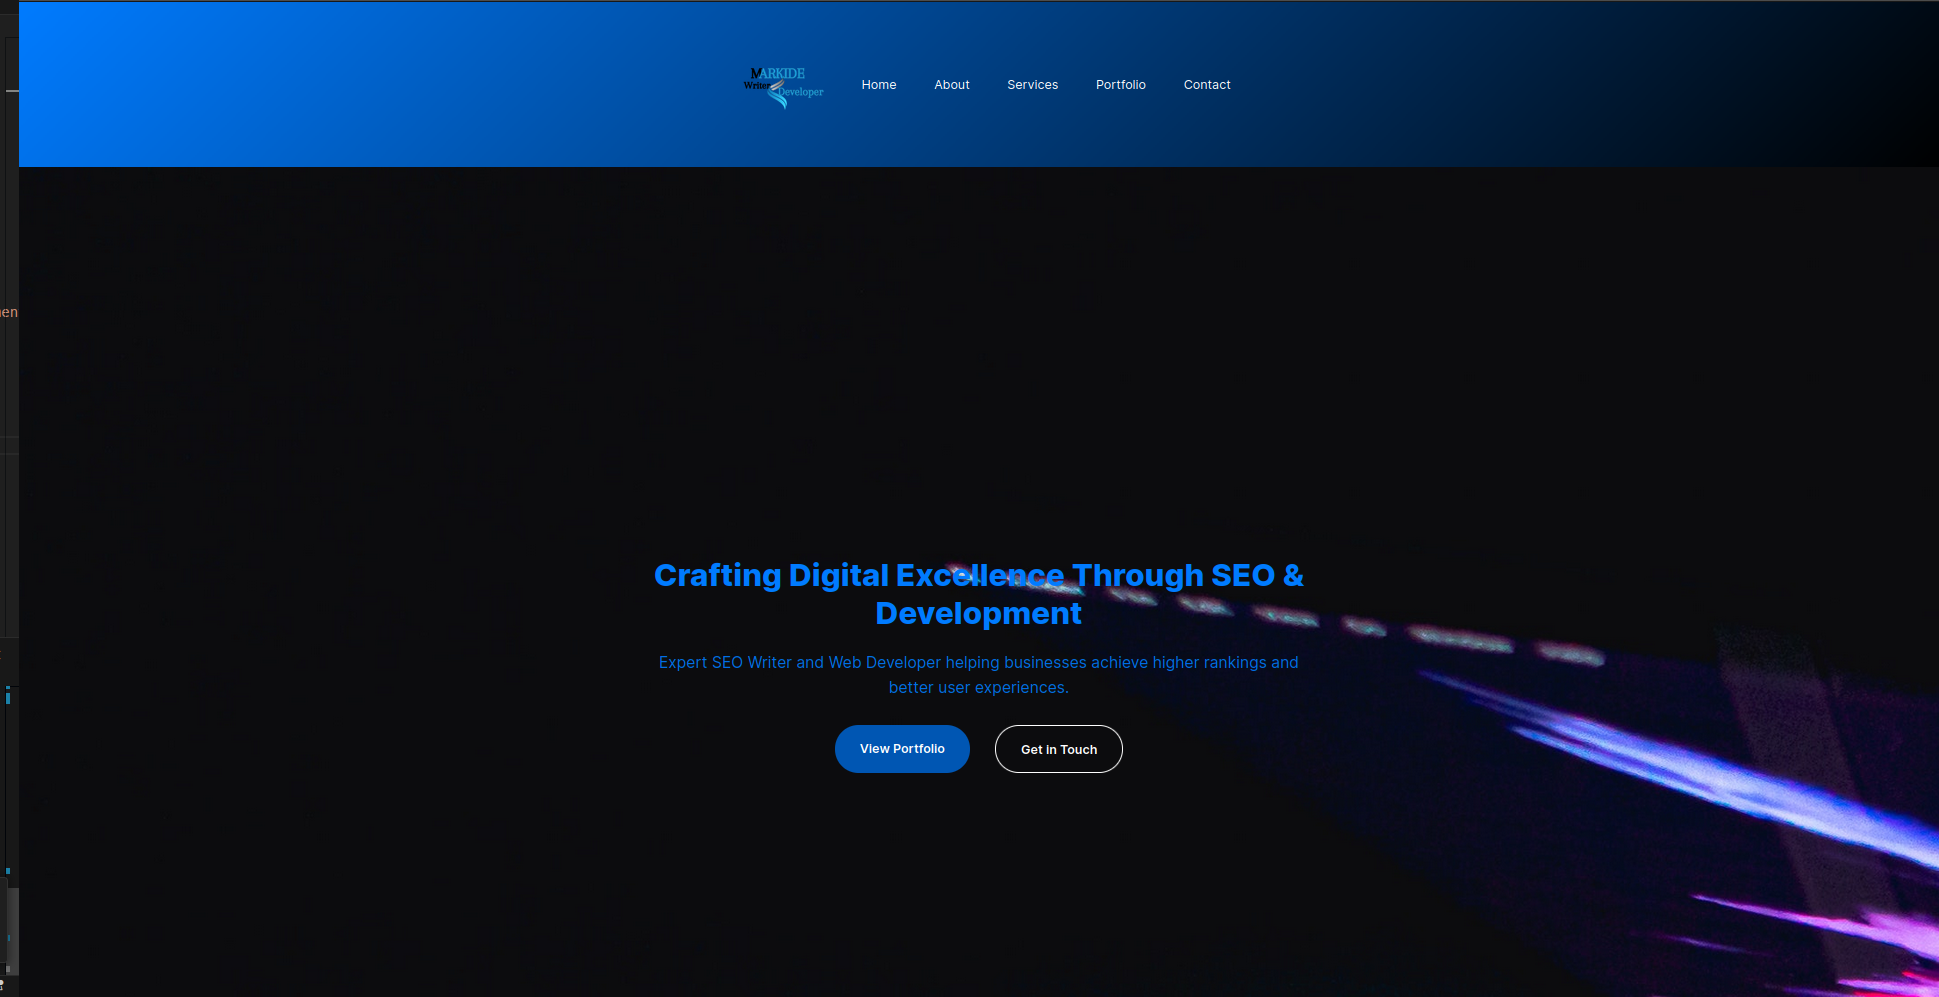 MARKIDE
Writer
Developer
Home
About
Services
Portfolio
Contact
Crafting Digital Excellence Through SEO &
Development
Expert SEO Writer and Web Developer helping businesses achieve higher rankings and
better user experiences.
View Portfolio
Get in Touch